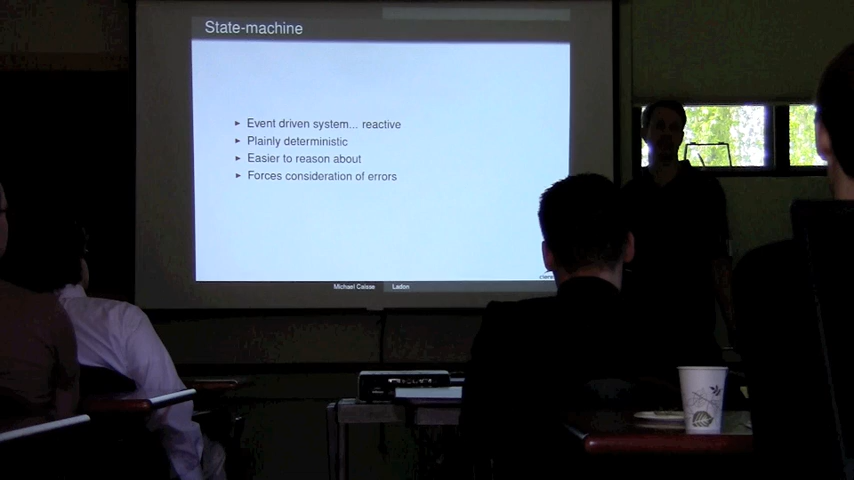 State-machine
▸ Event driven system... reactive
▸ Plainly deterministic
▸ Easier to reason about
▸ Forces consideration of errors
Michael Caisse Ladon